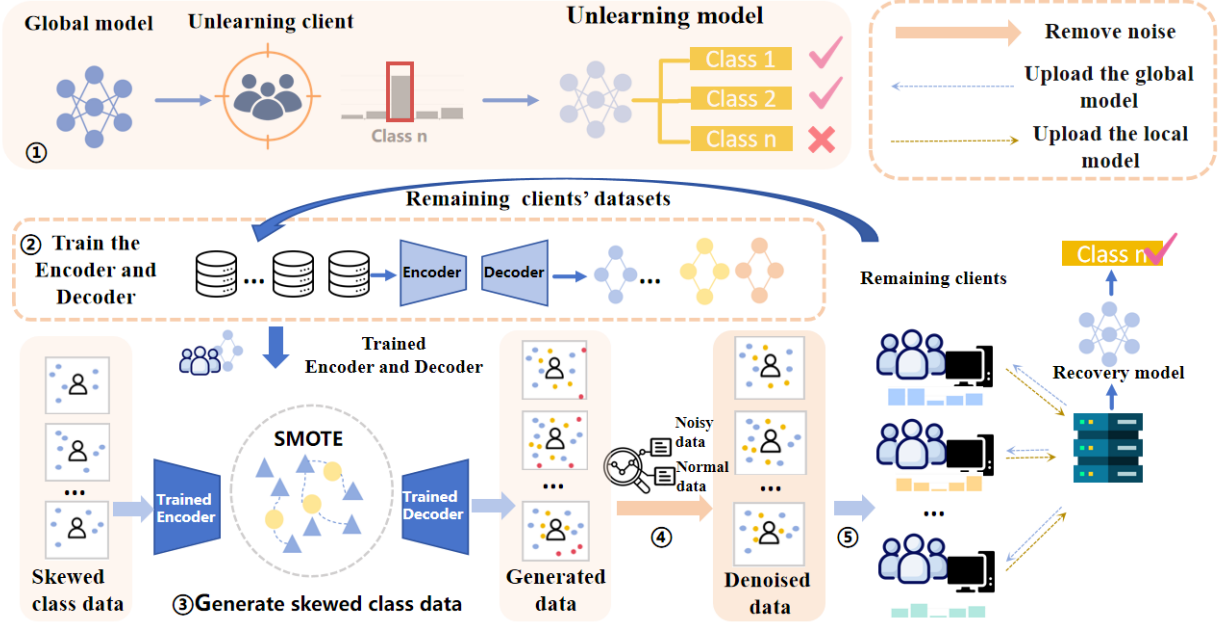 Global model
Unlearning client
Unlearning model
Class n
Class 1
Class 2
Class n
①
Remove noise
Upload the global
model
Upload the local
model
Remaining clients' datasets
② Train the
Encoder and
Decoder
...
Encoder
Decoder
...
Trained
Encoder and Decoder
Remaining clients
Class n
Recovery model
SMOTE
Trained
Encoder
Trained
Decoder
...
Skewed
class data
③Generate skewed class data
...
Generated
data
Noisy
data
Normal
data
④
...
Denoised
data
⑤
...